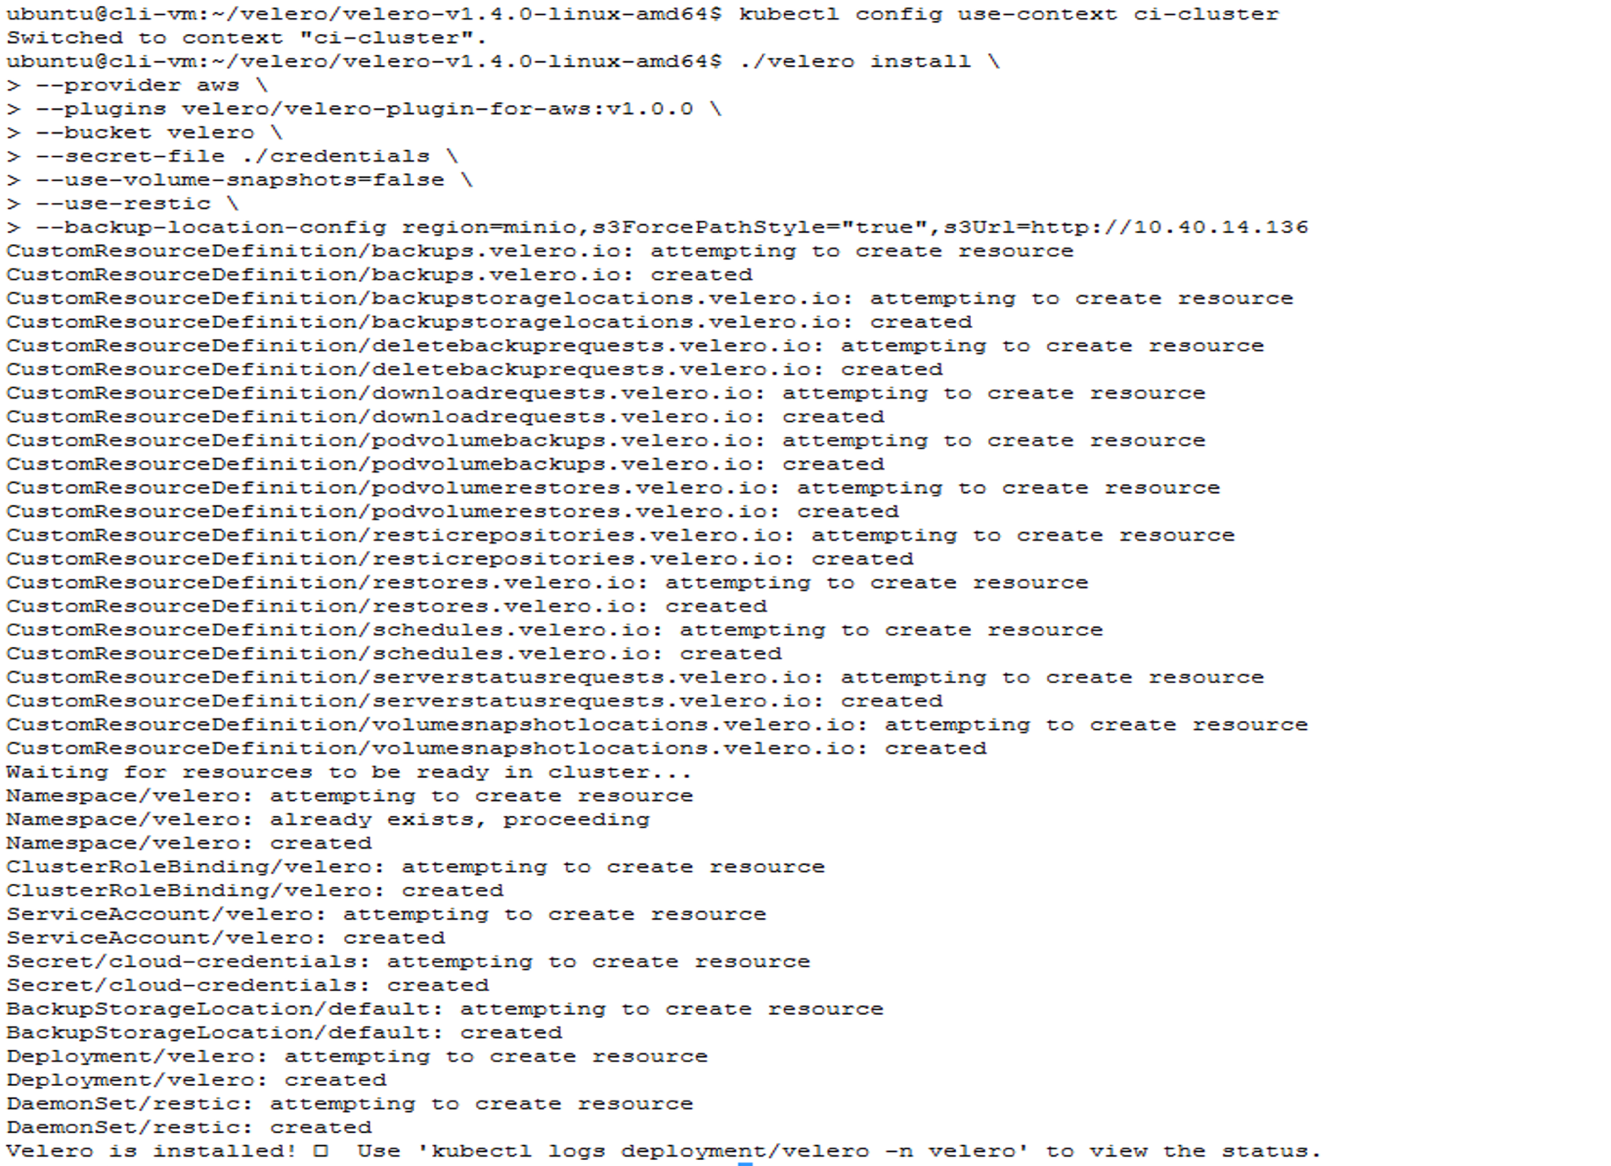 ubuntu@cli-vm:~/velero/velero-v1.4.0-linux-amd64$ kubectl config use-context ci-cluster
Switched to context "ci-cluster".
ubuntu@cli-vm:~/velero/velero-v1.4.0-linux-amd64$ ./velero install \
> --provider aws \
> --plugins velero/velero-plugin-for-aws:v1.0.0 \
> --bucket velero \
> --secret-file ./credentials \
> --use-volume-snapshots=false \
> --use-restic \
> --backup-location-config region=minio,s3ForcePathStyle="true",s3Url=http://10.40.14.136
CustomResourceDefinition/backups.velero.io: attempting to create resource
CustomResourceDefinition/backups.velero.io: created
CustomResourceDefinition/backupstoragelocations.velero.io: attempting to create resource
CustomResourceDefinition/backupstoragelocations.velero.io: created
CustomResourceDefinition/deletebackuprequests.velero.io: attempting to create resource
CustomResourceDefinition/deletebackuprequests.velero.io: created
CustomResourceDefinition/downloadrequests.velero.io: attempting to create resource
CustomResourceDefinition/downloadrequests.velero.io: created
CustomResourceDefinition/podvolumebackups.velero.io: attempting to create resource
CustomResourceDefinition/podvolumebackups.velero.io: created
CustomResourceDefinition/podvolumerestores.velero.io: attempting to create resource
CustomResourceDefinition/podvolumerestores.velero.io: created
CustomResourceDefinition/resticrepositories.velero.io: attempting to create resource
CustomResourceDefinition/resticrepositories.velero.io: created
CustomResourceDefinition/restores.velero.io: attempting to create resource
CustomResourceDefinition/restores.velero.io: created
CustomResourceDefinition/schedules.velero.io: attempting to create resource
CustomResourceDefinition/schedules.velero.io: created
CustomResourceDefinition/serverstatusrequests.velero.io: attempting to create resource
CustomResourceDefinition/serverstatusrequests.velero.io: created
CustomResourceDefinition/volumesnapshotlocations.velero.io: attempting to create resource
CustomResourceDefinition/volumesnapshotlocations.velero.io: created
Waiting for resources to be ready in cluster...
Namespace/velero: attempting to create resource
Namespace/velero: already exists, proceeding
Namespace/velero: created
ClusterRoleBinding/velero: attempting to create resource
ClusterRoleBinding/velero: created
ServiceAccount/velero: attempting to create resource
ServiceAccount/velero: created
Secret/cloud-credentials: attempting to create resource
Secret/cloud-credentials: created
BackupStorageLocation/default: attempting to create resource
BackupStorageLocation/default: created
Deployment/velero: attempting to create resource
Deployment/velero: created
DaemonSet/restic: attempting to create resource
DaemonSet/restic: created
Velero is installed! □  Use 'kubectl logs deployment/velero -n velero' to view the status.